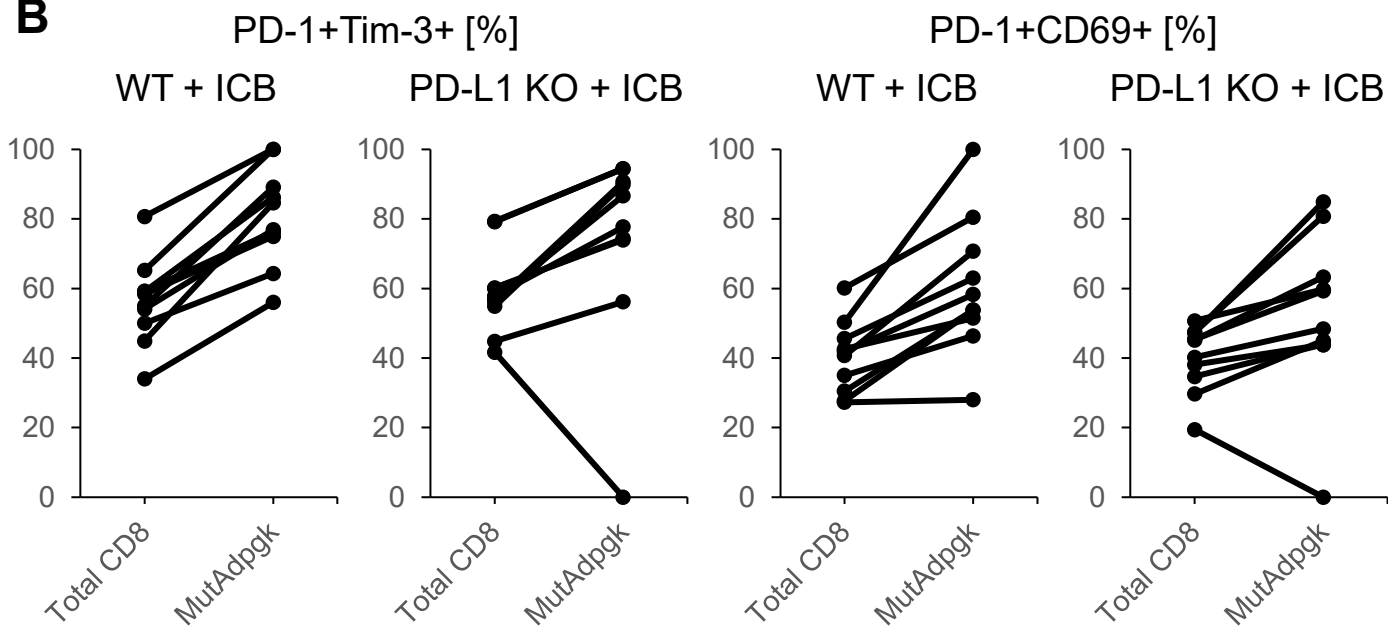 B
PD-1+Tim-3+ [%] PD-1+CD69+ [%]
WT + ICB PD-L1 KO + ICB WT + ICB PD-L1 KO + ICB
100 100 100 100
80 80 80 80
60 60 60 60
40 40 40 40
20 20 20 20
0 0 0 0
Total CD8 MutAdpgk Total CD8 MutAdpgk Total CD8 MutAdpgk Total CD8 MutAdpgk